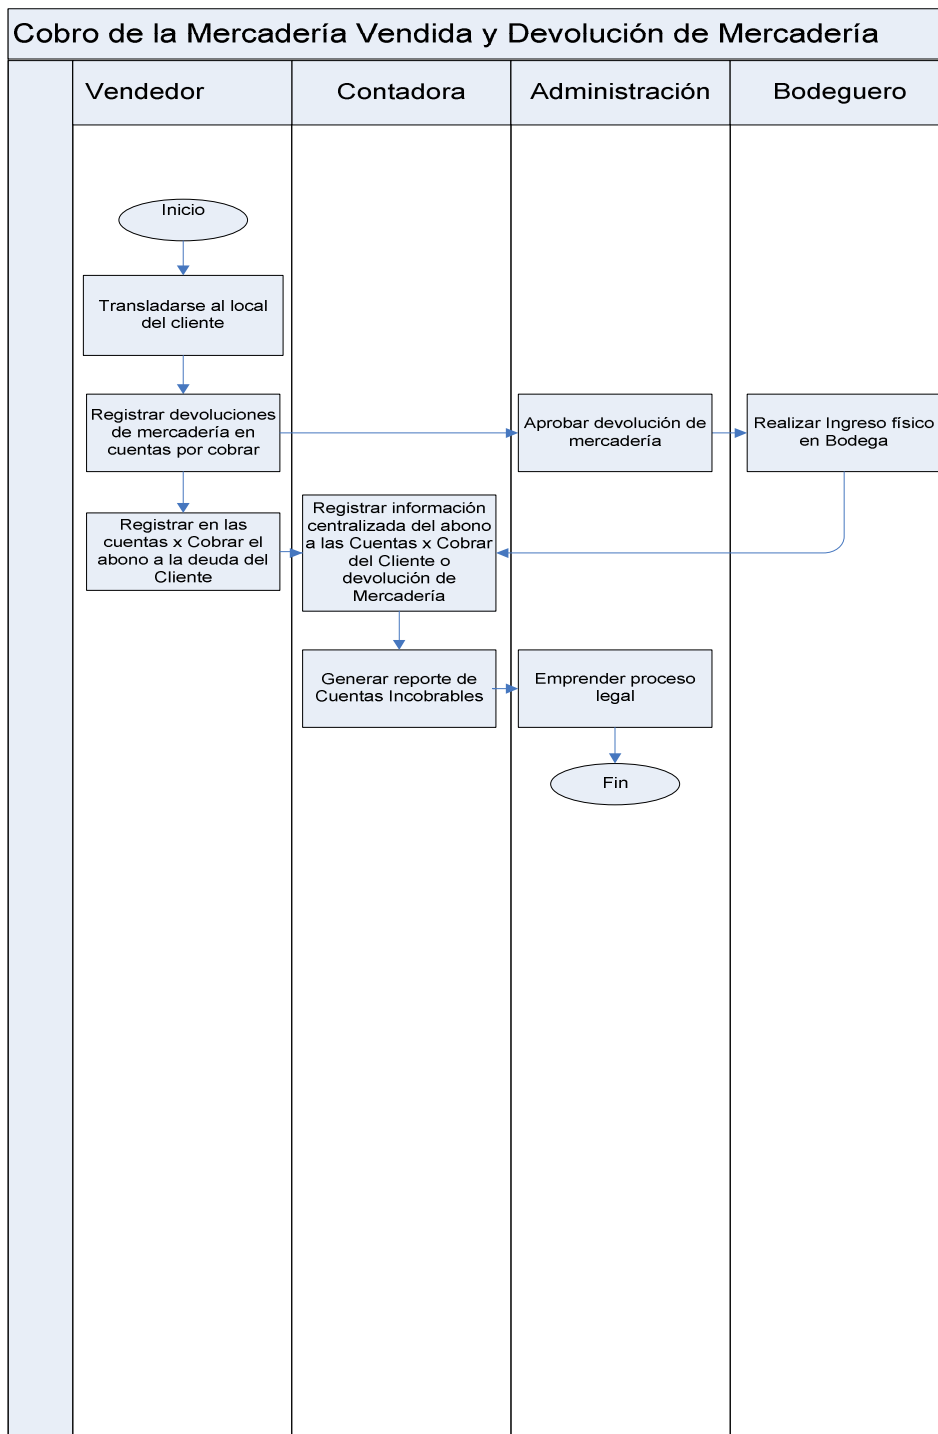 Cobro de la Mercadería Vendida y Devolución de Mercadería
Vendedor
Contadora
Administración
Bodeguero
Inicio
Transladarse al local
del cliente
Registrar devoluciones
de mercadería en
cuentas por cobrar
Aprobar devolución de
mercadería
Realizar Ingreso físico
en Bodega
Registrar en las
cuentas x Cobrar el
abono a la deuda del
Cliente
Registrar información
centralizada del abono
a las Cuentas x Cobrar
del Cliente o
devolución de
Mercadería
Generar reporte de
Cuentas Incobrables
Emprender proceso
legal
Fin